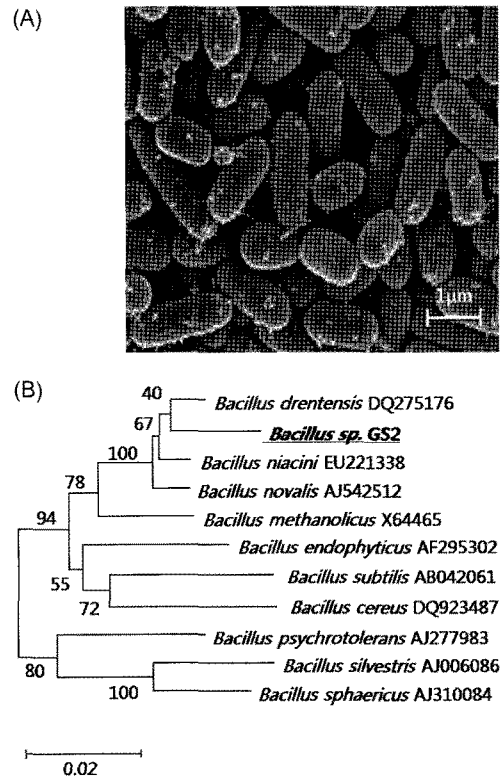 (A)
1μm
(B)
40
Bacillus drentensis DQ275176
67
Bacillus sp. GS2
100
Bacillus niacini EU221338
78
Bacillus novalis AJ542512
94
Bacillus methanolicus X64465
Bacillus endophyticus AF295302
55
Bacillus subtilis AB042061
72
Bacillus cereus DQ923487
Bacillus psychrotolerans AJ277983
80
Bacillus silvestris AJ006086
100
Bacillus sphaericus AJ310084
0.02